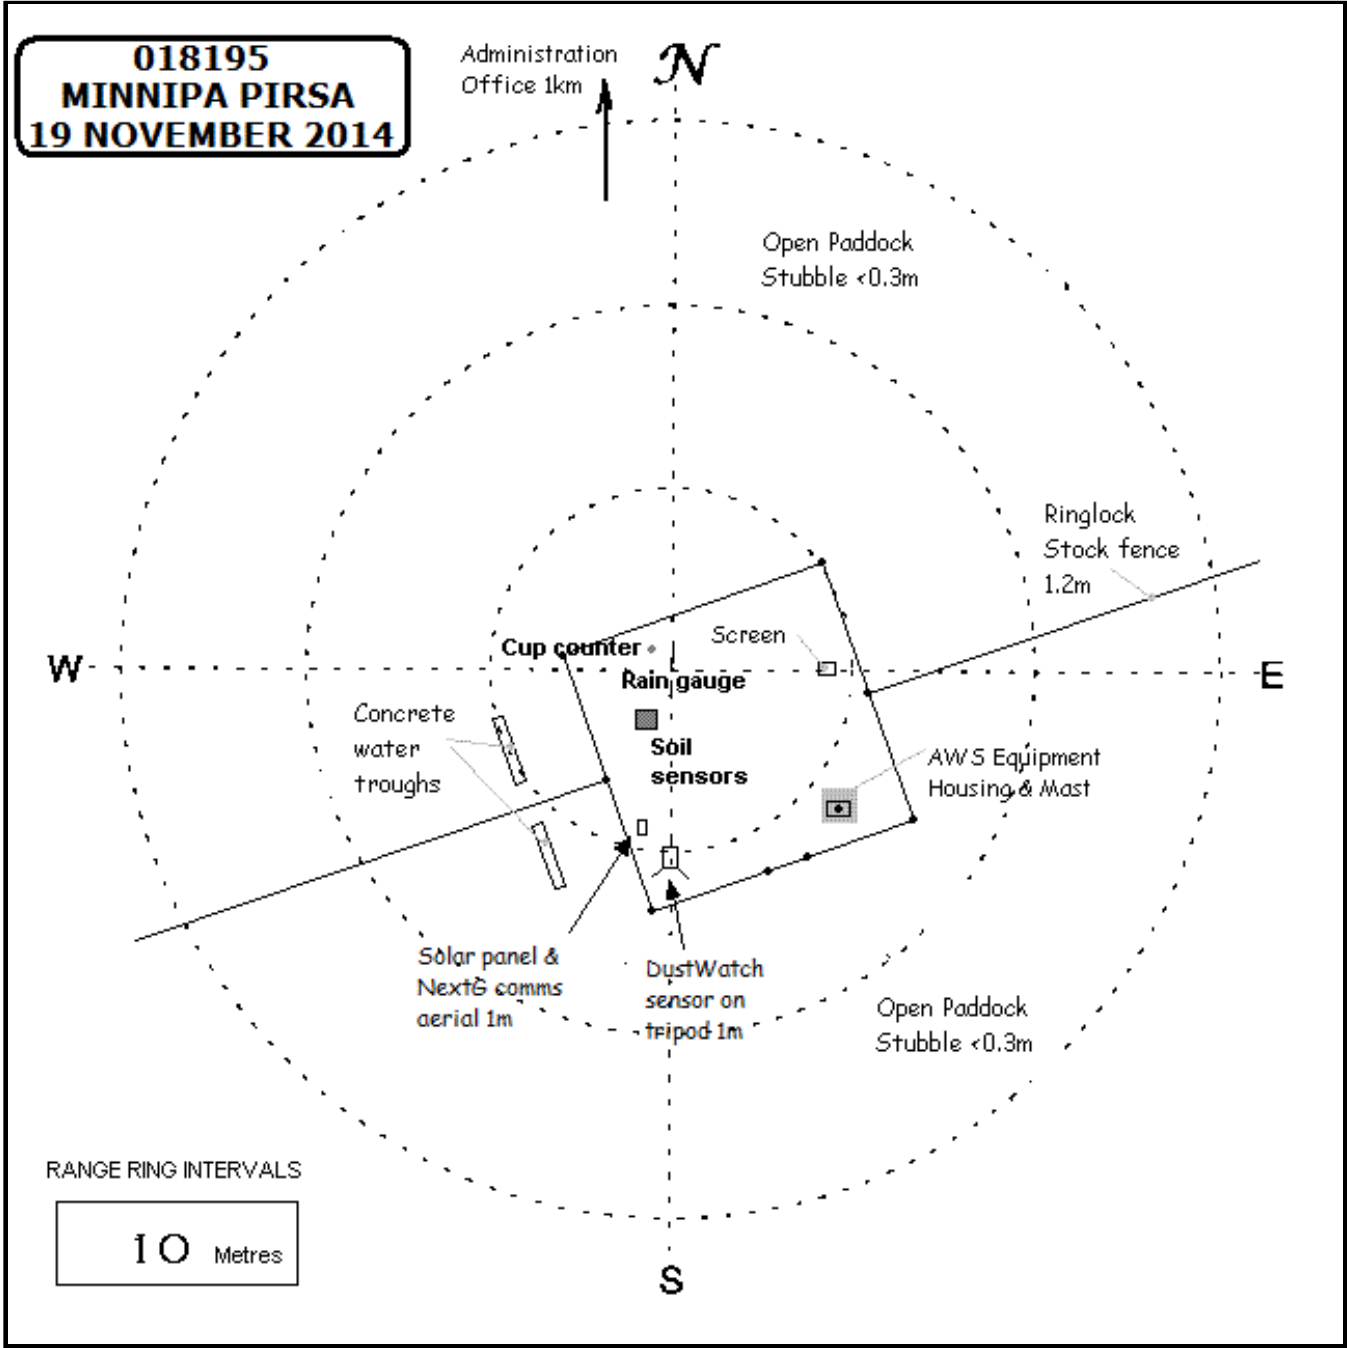 018195
MINNIPA PIRSA
19 NOVEMBER 2014
Administration
Office 1km
N
Open Paddock
Stubble <0.3m
Ringlock
Stock fence
1.2m
Screen
Cup counter
W
E
Rain gauge
Concrete
water
troughs
Soil
sensors
AWS Equipment
Housing & Mast
Solar panel &
NextG comms
aerial 1m
DustWatch
sensor on
tripod 1m
Open Paddock
Stubble <0.3m
RANGE RING INTERVALS
10 Metres
S